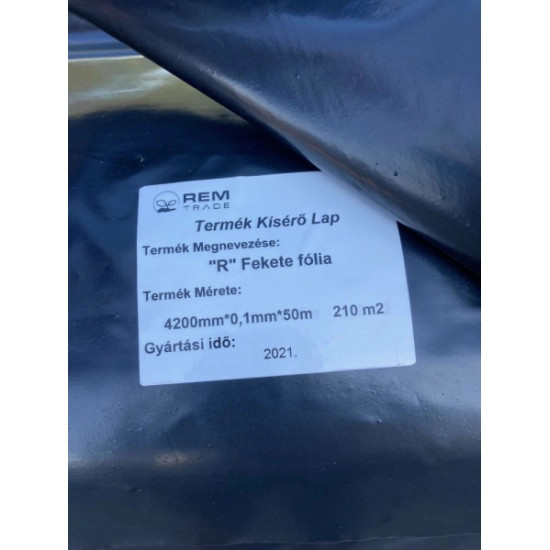 REM
TRADE
Termék Kísérő Lap
Termék Megnevezése:
"R",Fekete fólia
Termék Mérete:
4200mm*0,1mm*50m 210 m2
Gyártási idő:
2021.